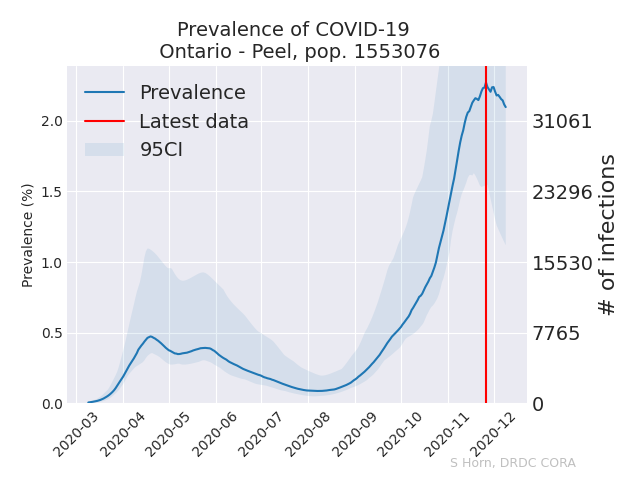 Prevalence of COVID-19
Ontario - Peel, pop. 1553076
Prevalence
Latest data
95CI
Prevalence (%)
2.0
1.5
1.0
0.5
0.0
31061
23296
15530
7765
0
# of infections
2020-03
2020-04
2020-05
2020-06
2020-07
2020-08
2020-09
2020-10
2020-11
2020-12
S Horn, DRDC CORA